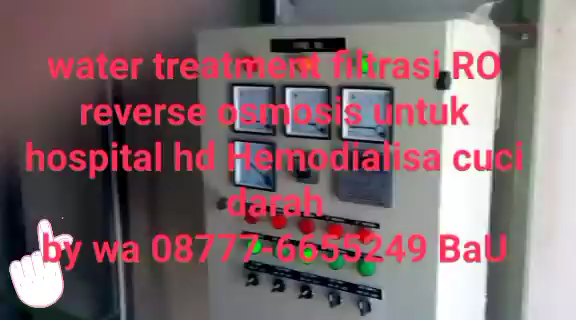 water treatment filtrasi RO
reverse osmosis untuk
hospital hd Hemodialisa cuci
darah
by wa 08777-6655249 BaU